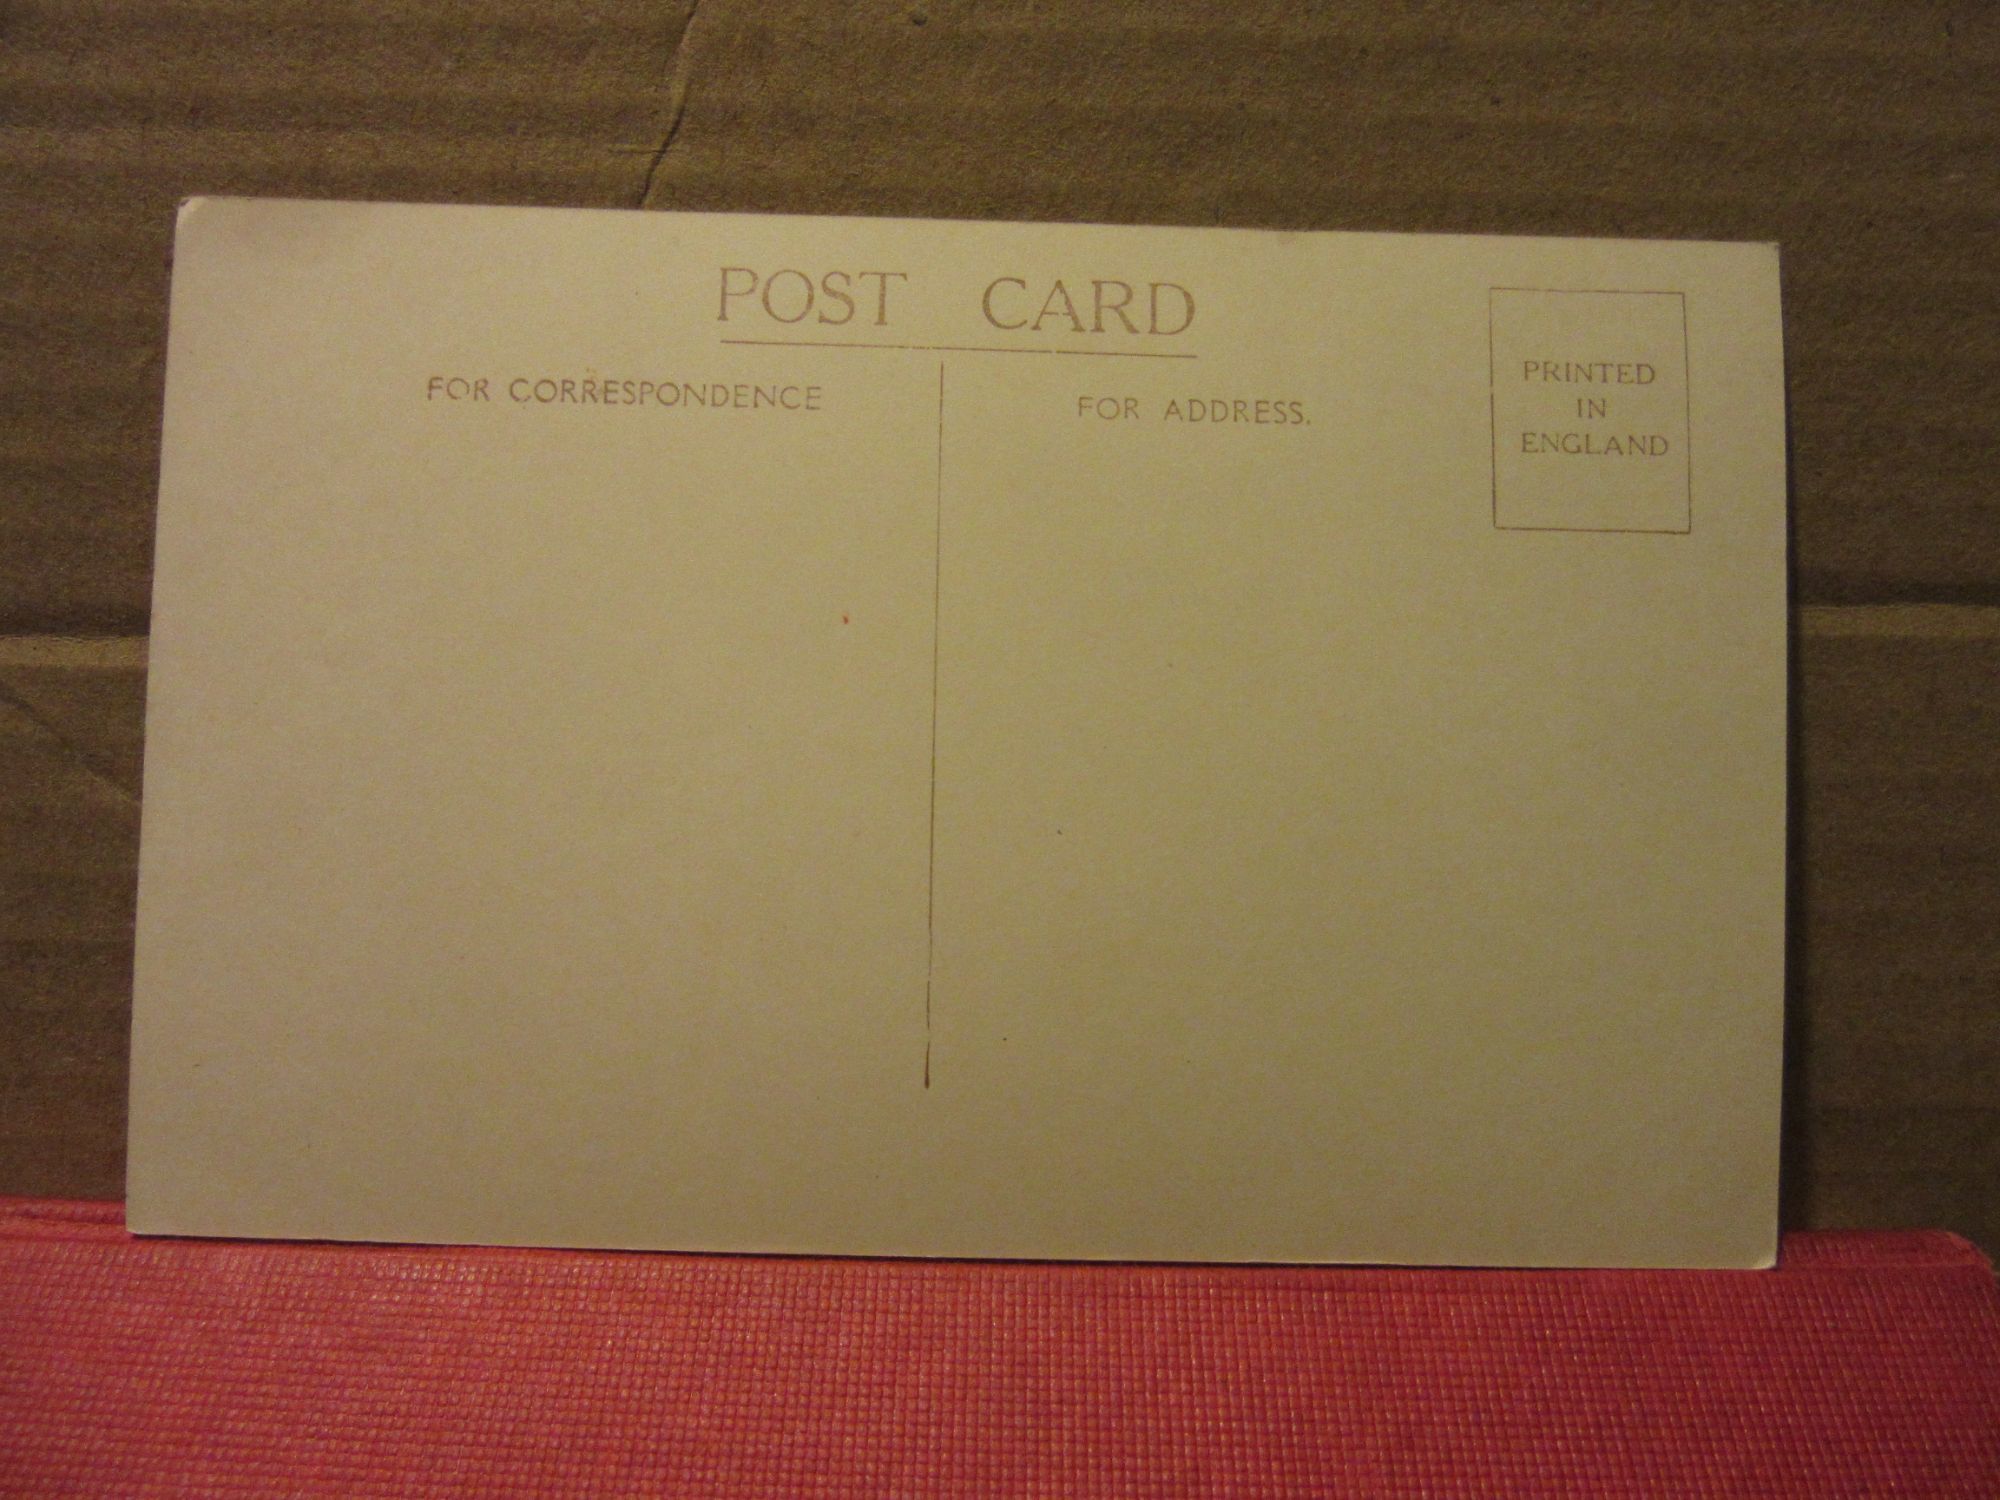 POST CARD
FOR CORRESPONDENCE
FOR ADDRESS.
PRINTED
IN
ENGLAND